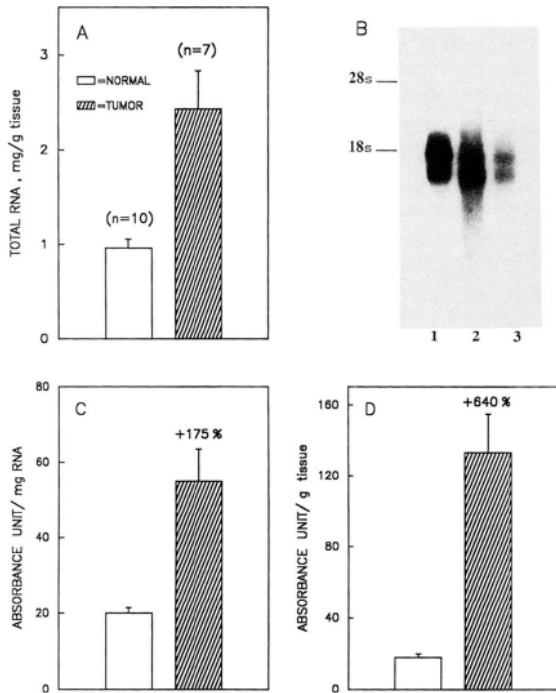 A
TOTAL RNA, mg/g tissue
3
2
1
0
(n=7)
(n=10)
=NORMAL
=TUMOR
B
28s
18s
1 2 3
C
ABSORBANCE UNIT/ mg RNA
80
60
40
20
0
+175 %
D
ABSORBANCE UNIT/ g tissue
160
120
80
40
0
+640 %